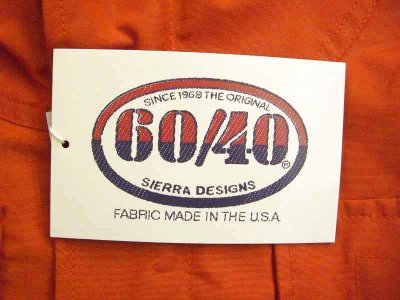 SINCE 1968 THE ORIGINAL
60/40®
SIERRA DESIGNS
FABRIC MADE IN THE U.S.A